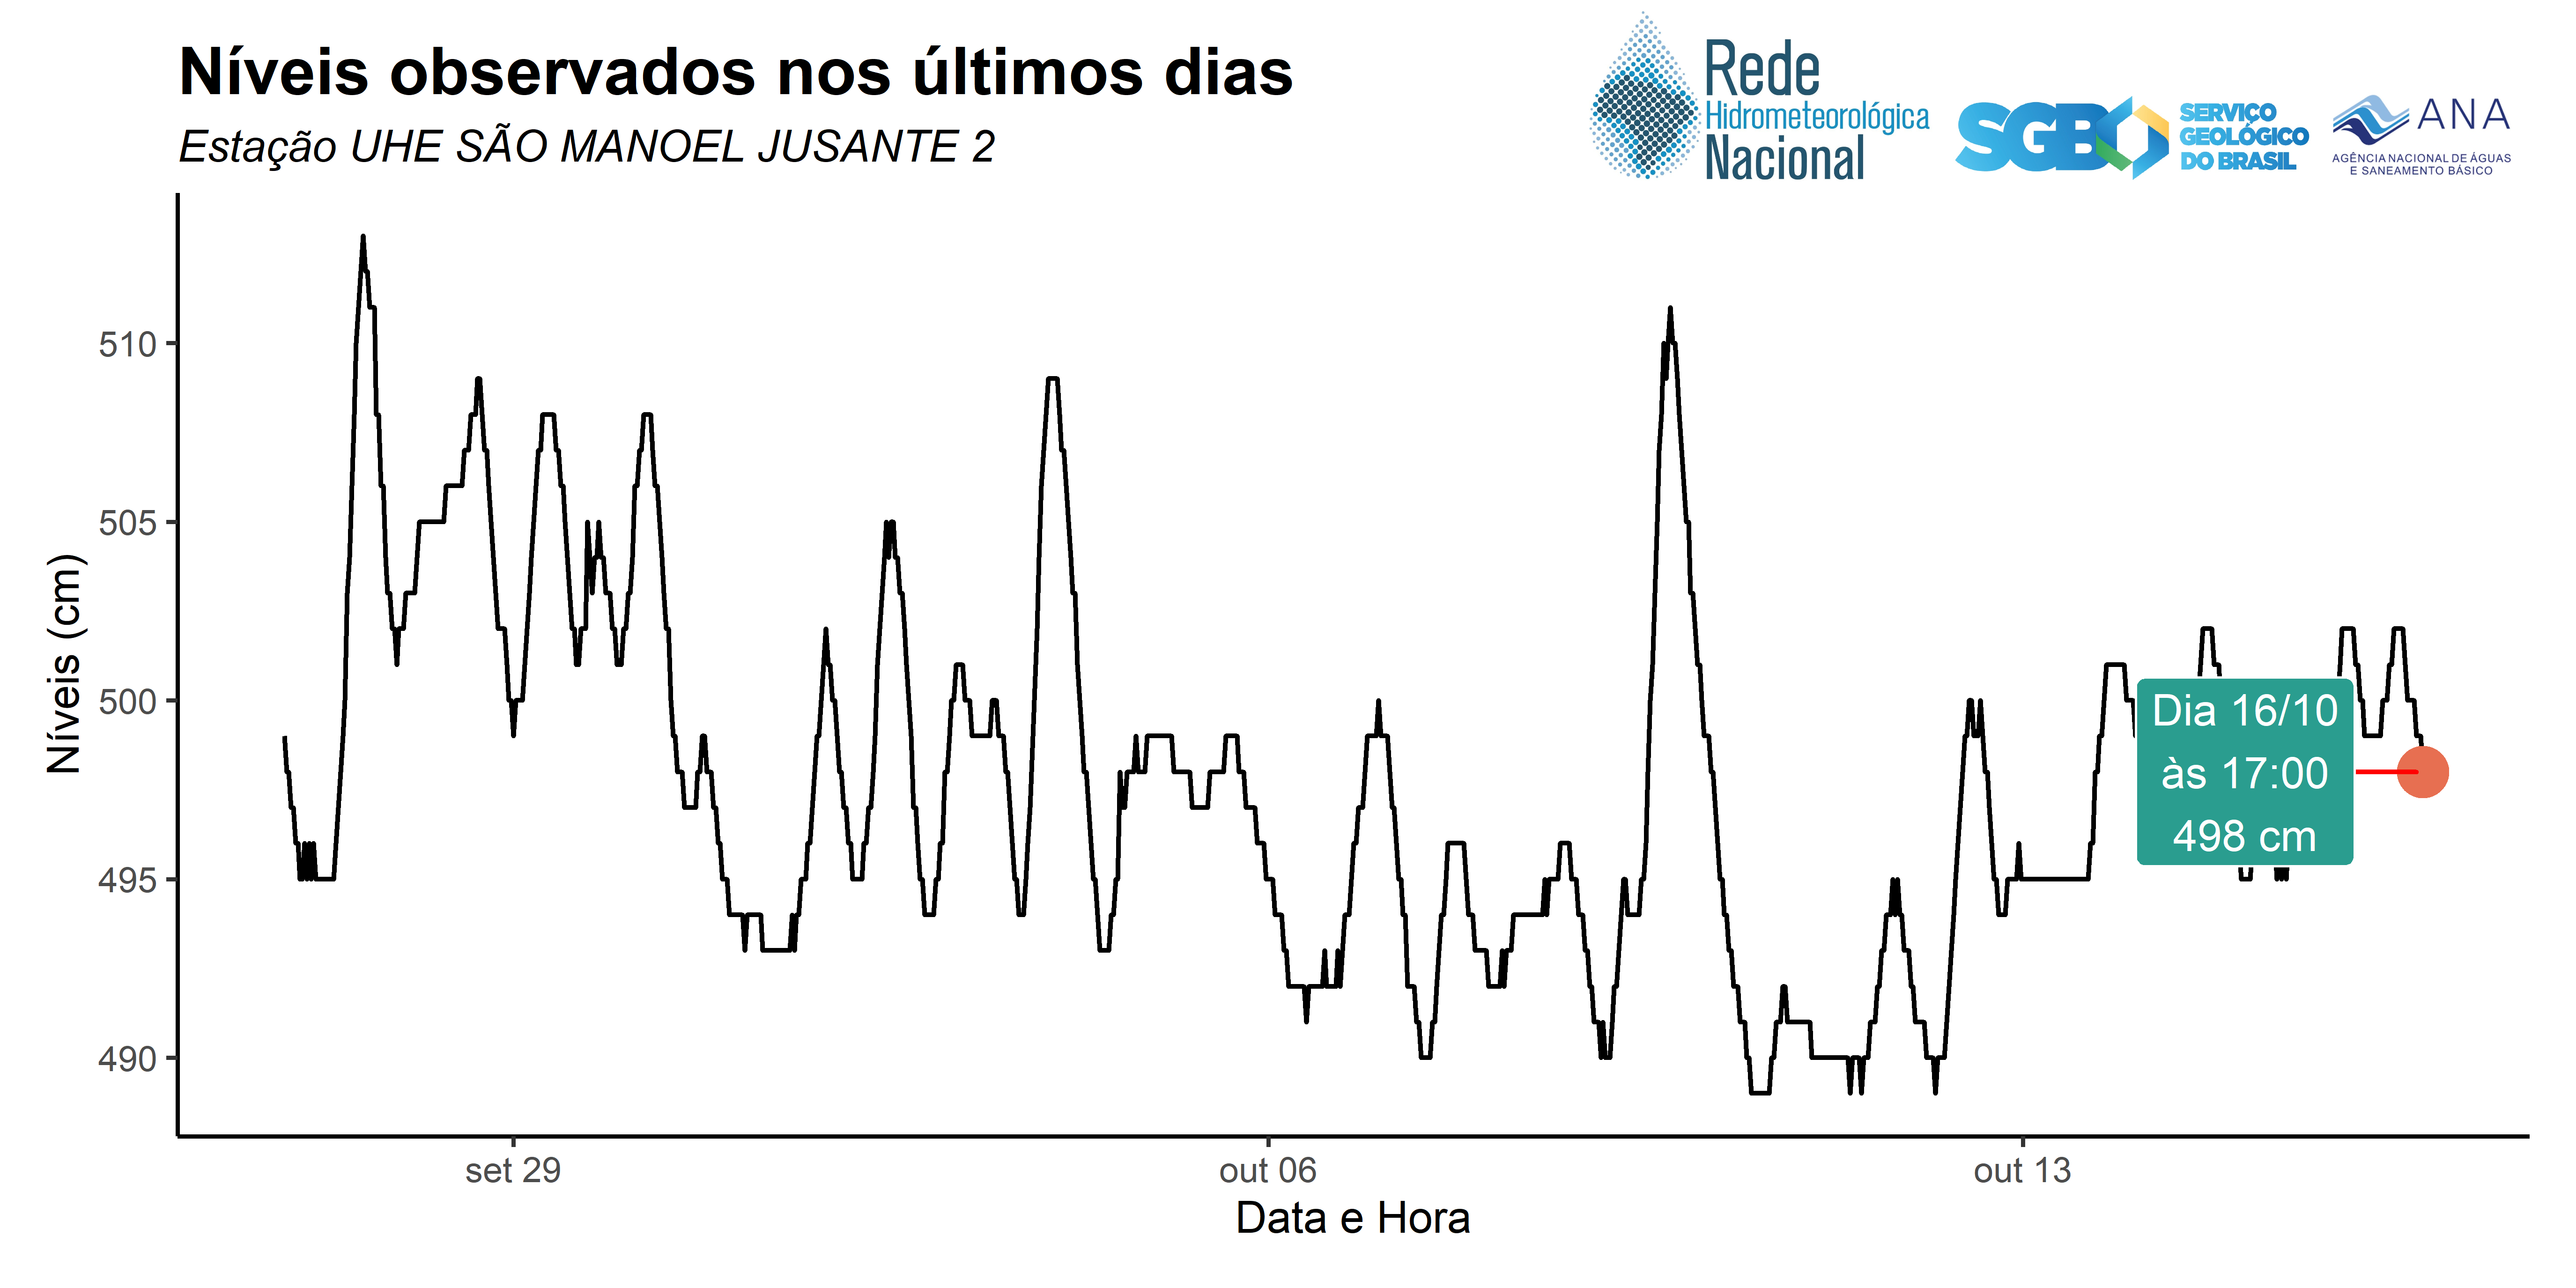 Níveis observados nos últimos dias
Estação UHE SÃO MANOEL JUSANTE 2
Rede
Hidrometeorológica
Nacional
SGB
SERVIÇO
GEOLÓGICO
DO BRASIL
ANA
AGÊNCIA NACIONAL DE ÁGUAS
E SANEAMENTO BÁSICO
Níveis (cm)
510
505
500
495
490
Dia 16/10
às 17:00
498 cm
set 29
out 06
out 13
Data e Hora